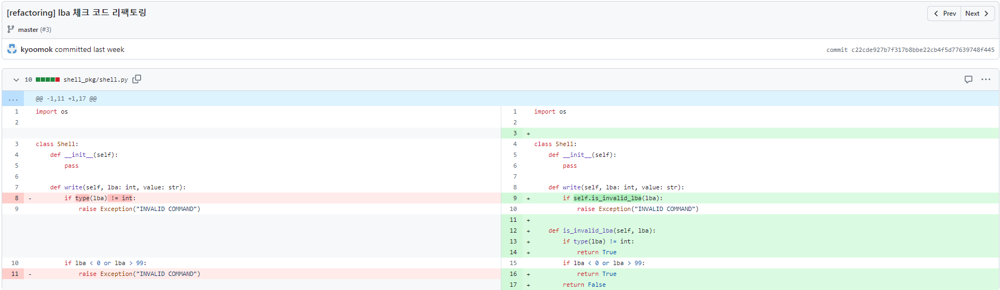 [refactoring] lba 체크 코드 리팩토링
Prev Next
master (#3)
kyoomok committed last week
commit c22cde927b7f317b8bbe22cb4f5d77639748f445
10 shell_pkg/shell.py
... @@ -1,11 +1,17 @@
1 import os
2
3 class Shell:
4 def __init__(self):
5 pass
6
7 def write(self, lba: int, value: str):
8 - if type(lba) != int:
9 raise Exception("INVALID COMMAND")
10 if lba < 0 or lba > 99:
11 - raise Exception("INVALID COMMAND")
1 import os
2
3 +
4 class Shell:
5 def __init__(self):
6 pass
7
8 def write(self, lba: int, value: str):
9 + if self.is_invalid_lba(lba):
10 raise Exception("INVALID COMMAND")
11 +
12 + def is_invalid_lba(self, lba):
13 + if type(lba) != int:
14 + return True
15 if lba < 0 or lba > 99:
16 + return True
17 + return False